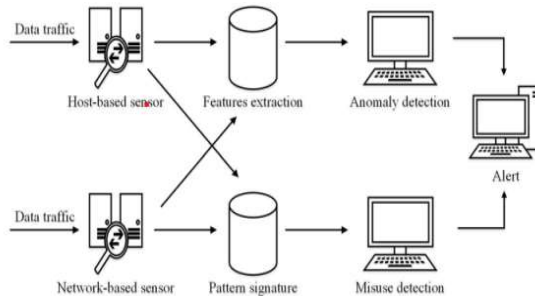 Data traffic
Host-based sensor
Features extraction
Anomaly detection
Alert
Data traffic
Network-based sensor
Pattern signature
Misuse detection